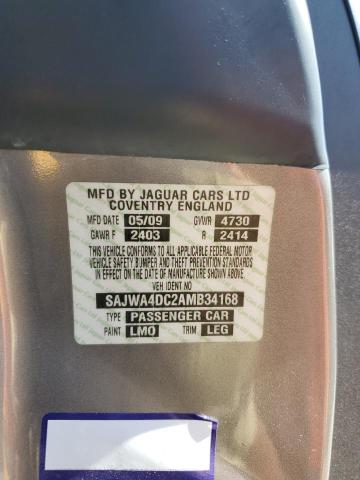 MFD BY JAGUAR CARS LTD
COVENTRY ENGLAND
MFD DATE 05/09 GVWR 4730
GAWR F 2403 R 2414
THIS VEHICLE CONFORMS TO ALL APPLICABLE FEDERAL MOTOR
VEHICLE SAFETY BUMPER AND THEFT PREVENTION STANDARDS
IN EFFECT ON THE DATE OF MANUFACTURE SHOWN ABOVE.
VEH IDENT NO
SAJWA4DC2AMB34168
TYPE PASSENGER CAR
PAINT LMO TRIM LEG